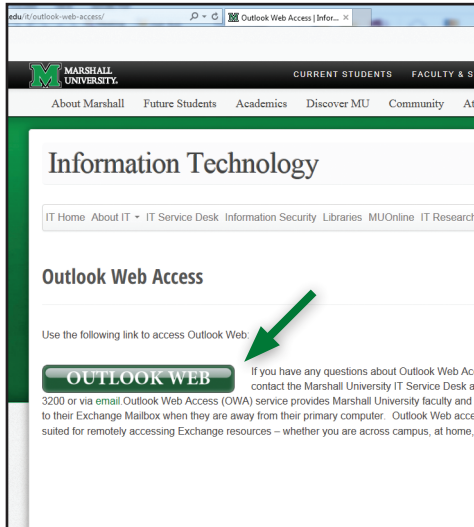 edu/it/outlook-web-access/
Outlook Web Access | Infor...
MARSHALL
UNIVERSITY.
CURRENT STUDENTS FACULTY & S
About Marshall Future Students Academics Discover MU Community At
Information Technology
IT Home About IT IT Service Desk Information Security Libraries MUOnline IT Research
Outlook Web Access
Use the following link to access Outlook Web:
OUTLOOK WEB
If you have any questions about Outlook Web Acc
contact the Marshall University IT Service Desk a
3200 or via email.Outlook Web Access (OWA) service provides Marshall University faculty and
to their Exchange Mailbox when they are away from their primary computer. Outlook Web acce
suited for remotely accessing Exchange resources – whether you are across campus, at home,